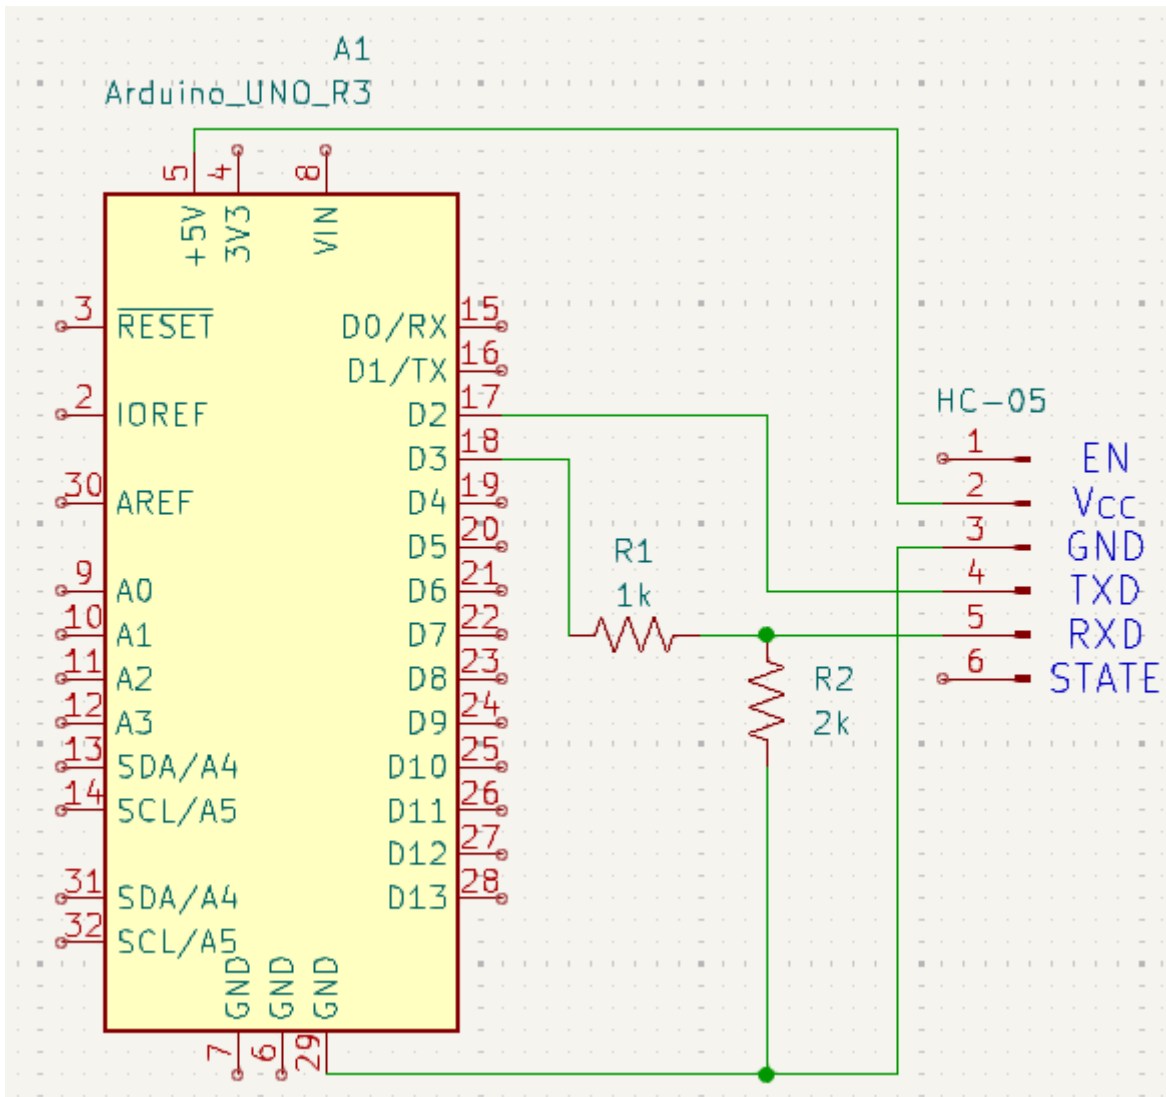 A1
Arduino_UNO_R3
5
4
8
+5V
3V3
VIN
3
RESET
D0/RX
15
D1/TX
16
2
IOREF
D2
17
D3
18
30
AREF
D4
19
D5
20
9
A0
D6
21
10
A1
D7
22
11
A2
D8
23
12
A3
D9
24
13
SDA/A4
D10
25
14
SCL/A5
D11
26
D12
27
31
SDA/A4
D13
28
32
SCL/A5
GND
GND
GND
7
6
29
R1
1k
R2
2k
HC-05
1
EN
2
Vcc
3
GND
4
TXD
5
RXD
6
STATE